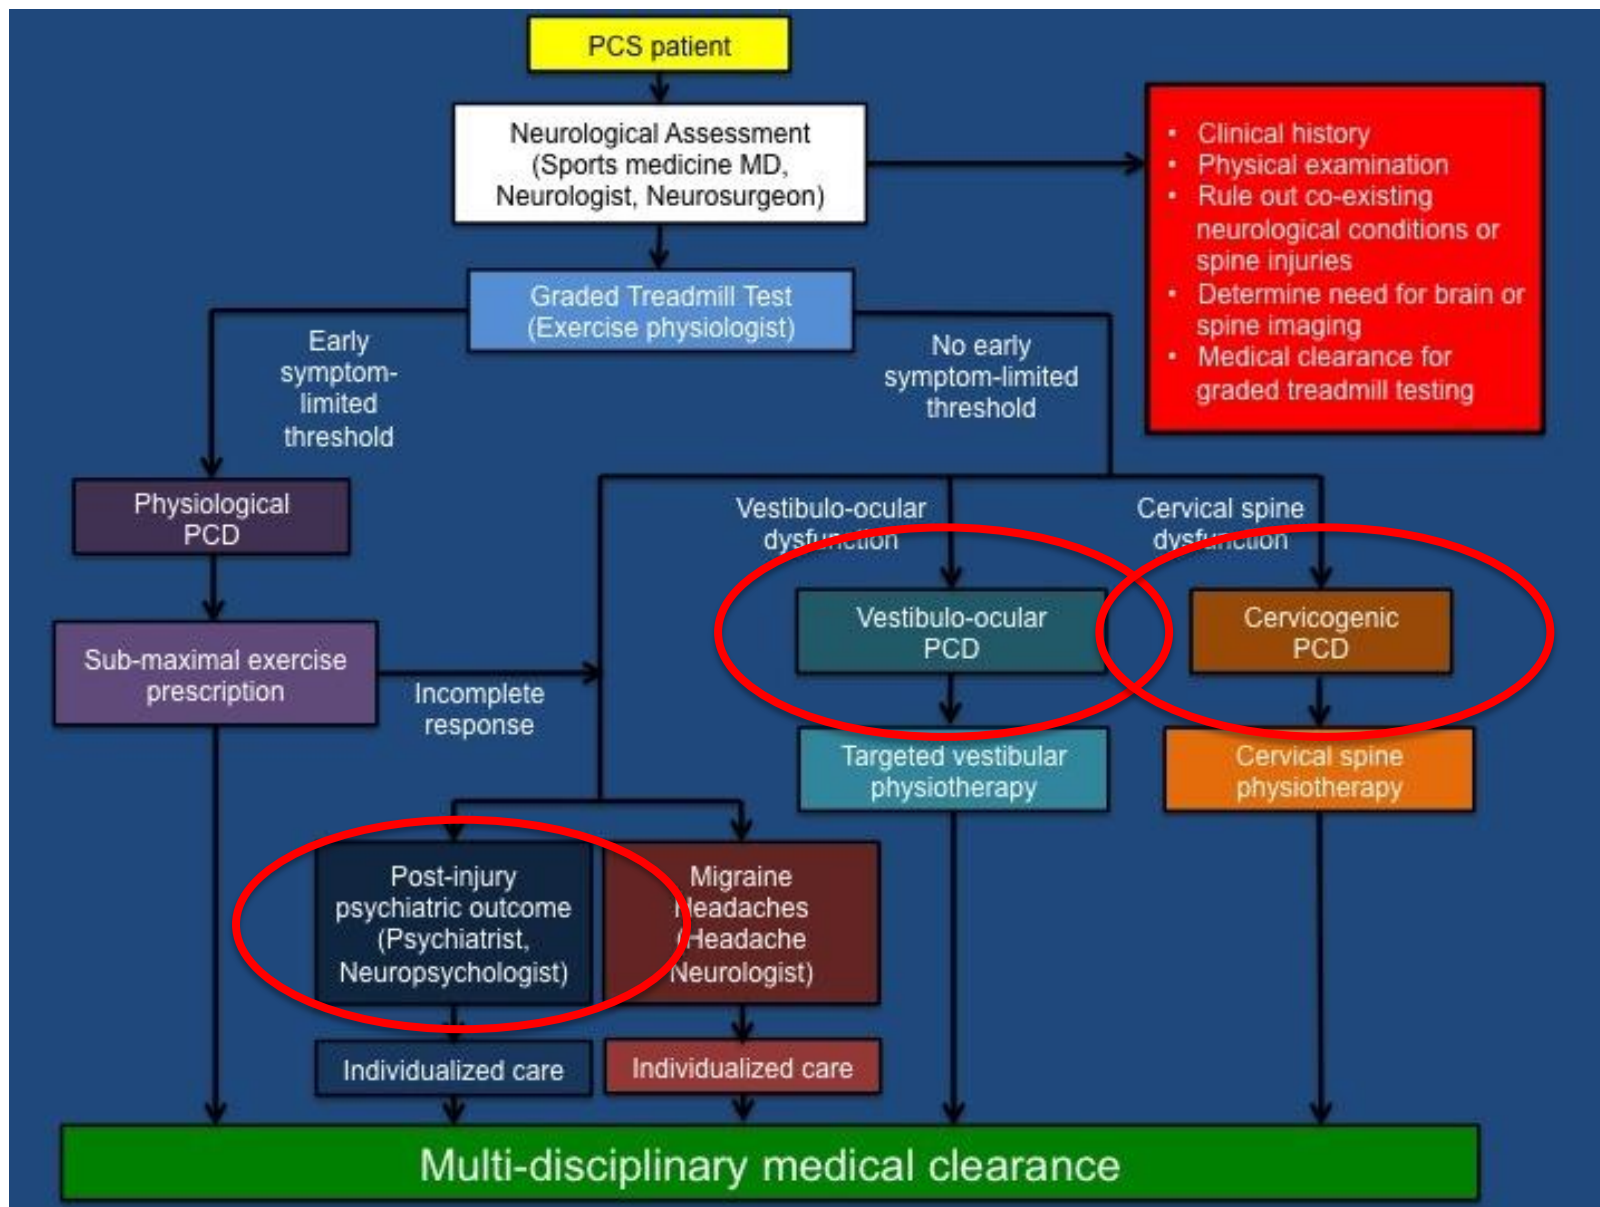 PCS patient
Neurological Assessment
(Sports medicine MD,
Neurologist, Neurosurgeon)
• Clinical history
• Physical examination
• Rule out co-existing
neurological conditions or
spine injuries
• Determine need for brain or
spine imaging
• Medical clearance for
graded treadmill testing
Graded Treadmill Test
(Exercise physiologist)
Early
symptom-
limited
threshold
No early
symptom-limited
threshold
Physiological
PCD
Vestibulo-ocular
dysfunction
Cervical spine
dysfunction
Vestibulo-ocular
PCD
Cervicogenic
PCD
Sub-maximal exercise
prescription
Incomplete
response
Targeted vestibular
physiotherapy
Cervical spine
physiotherapy
Post-injury
psychiatric outcome
(Psychiatrist,
Neuropsychologist)
Migraine
Headaches
(Headache
Neurologist)
Individualized care
Individualized care
Multi-disciplinary medical clearance